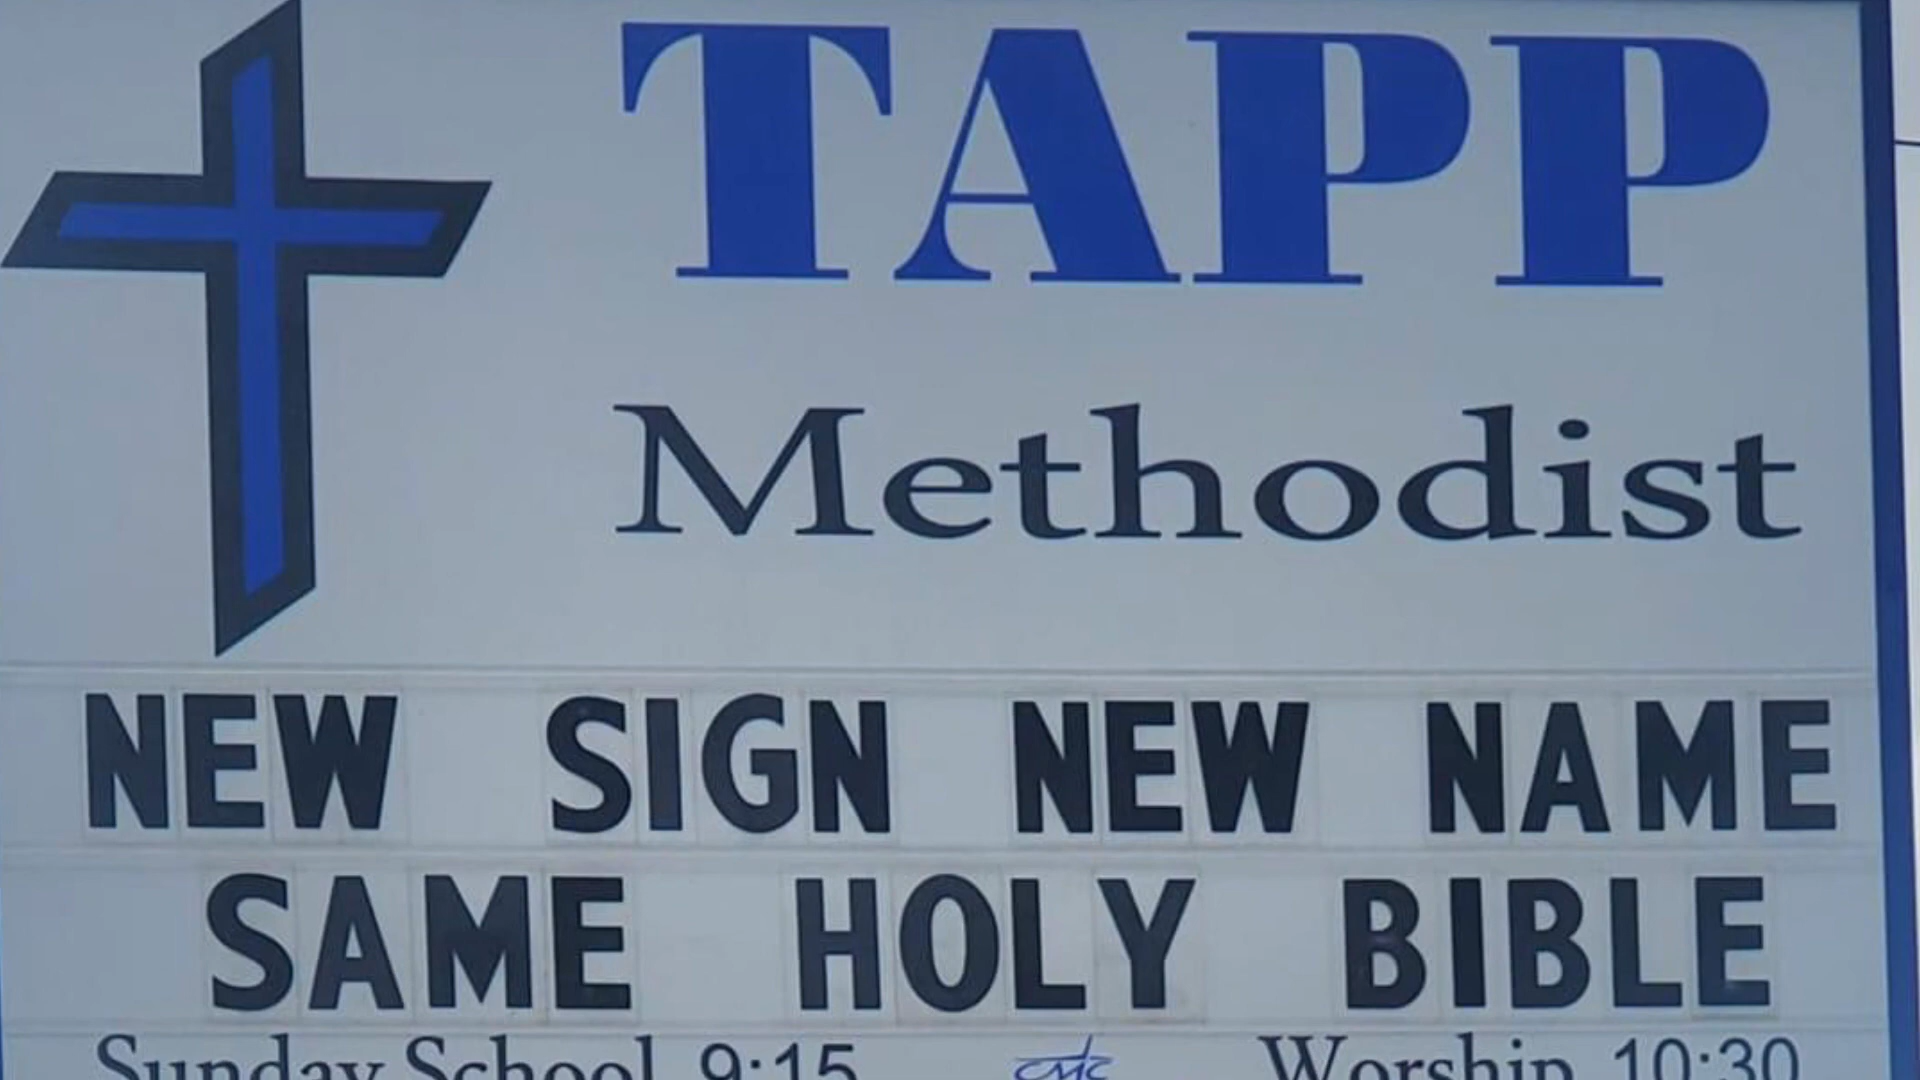 TAPP
Methodist
NEW SIGN NEW NAME
SAME HOLY BIBLE
Sunday School 9:15 Worship 10:30